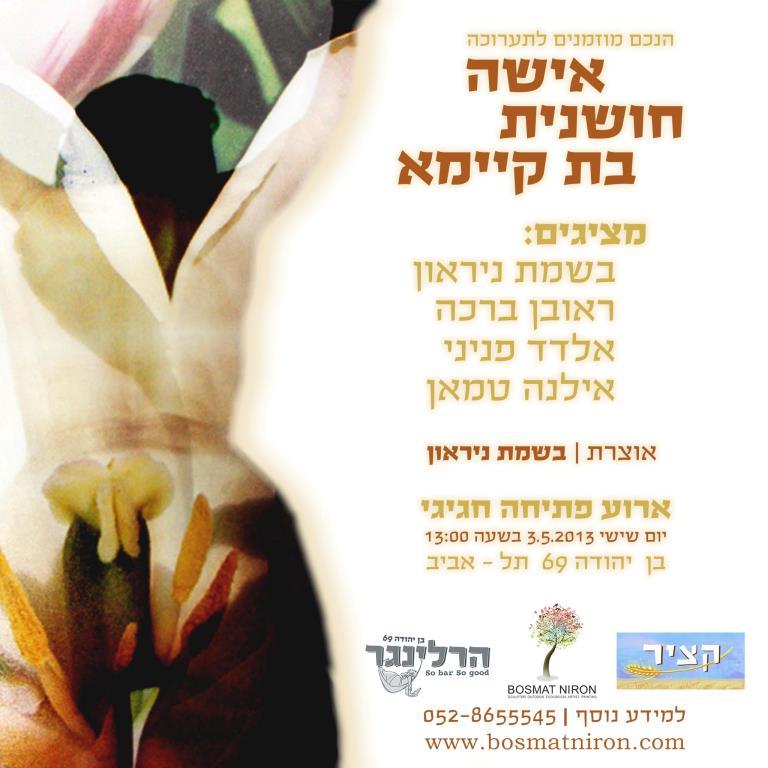 הנכם מוזמנים לתערוכה
אישה
חושנית
בת קיימא
מציגים:
בשמת ניראון
ראובן ברכה
אלדד פניני
אילנה טמאן
אוצרת | בשמת ניראון
ארוע פתיחה חגיגי
יום שישי 3.5.2013 בשעה 13:00
בן יהודה 69 תל - אביב
בן יהודה 69
הרלינגר
So bar So good
BOSMAT NIRON
SCULPTOR OUTDOOR ECOLOGICAL ARTIST PAINTING
קציר
למידע נוסף | 052-8655545
www.bosmatniron.com